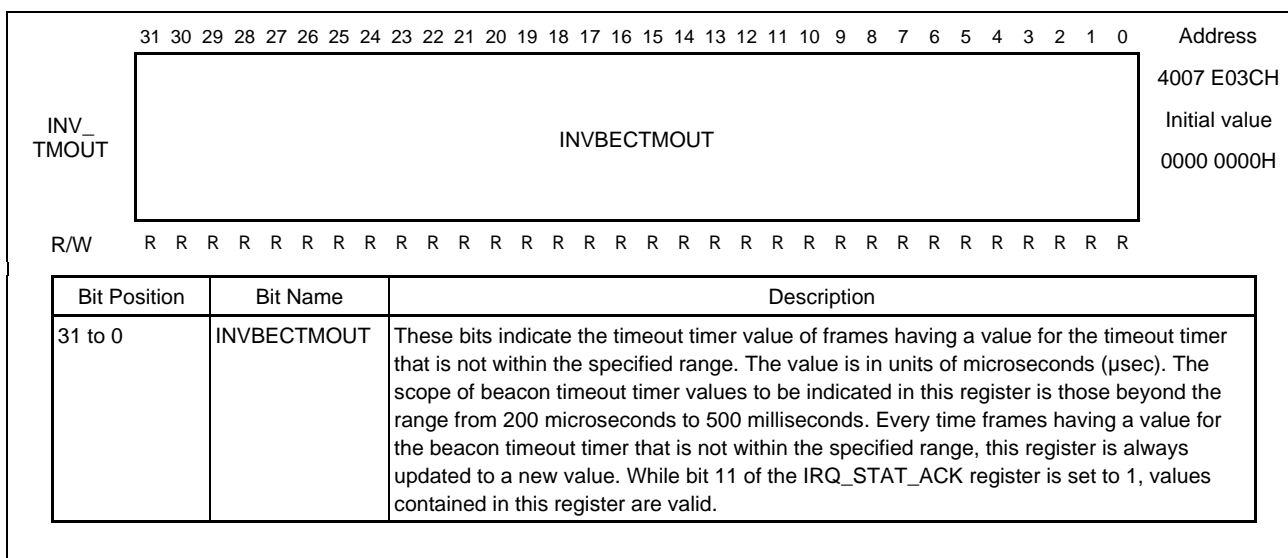 31 30 29 28 27 26 25 24 23 22 21 20 19 18 17 16 15 14 13 12 11 10 9 8 7 6 5 4 3 2 1 0 Address
4007 E03CH
INV_
TMOUT
INVBECTMOUT
Initial value
0000 0000H
R/W R R R R R R R R R R R R R R R R R R R R R R R R R R R R R R R R
Bit Position Bit Name Description
31 to 0 INVBECTMOUT These bits indicate the timeout timer value of frames having a value for the timeout timer
that is not within the specified range. The value is in units of microseconds (μsec). The
scope of beacon timeout timer values to be indicated in this register is those beyond the
range from 200 microseconds to 500 milliseconds. Every time frames having a value for
the beacon timeout timer that is not within the specified range, this register is always
updated to a new value. While bit 11 of the IRQ_STAT_ACK register is set to 1, values
contained in this register are valid.